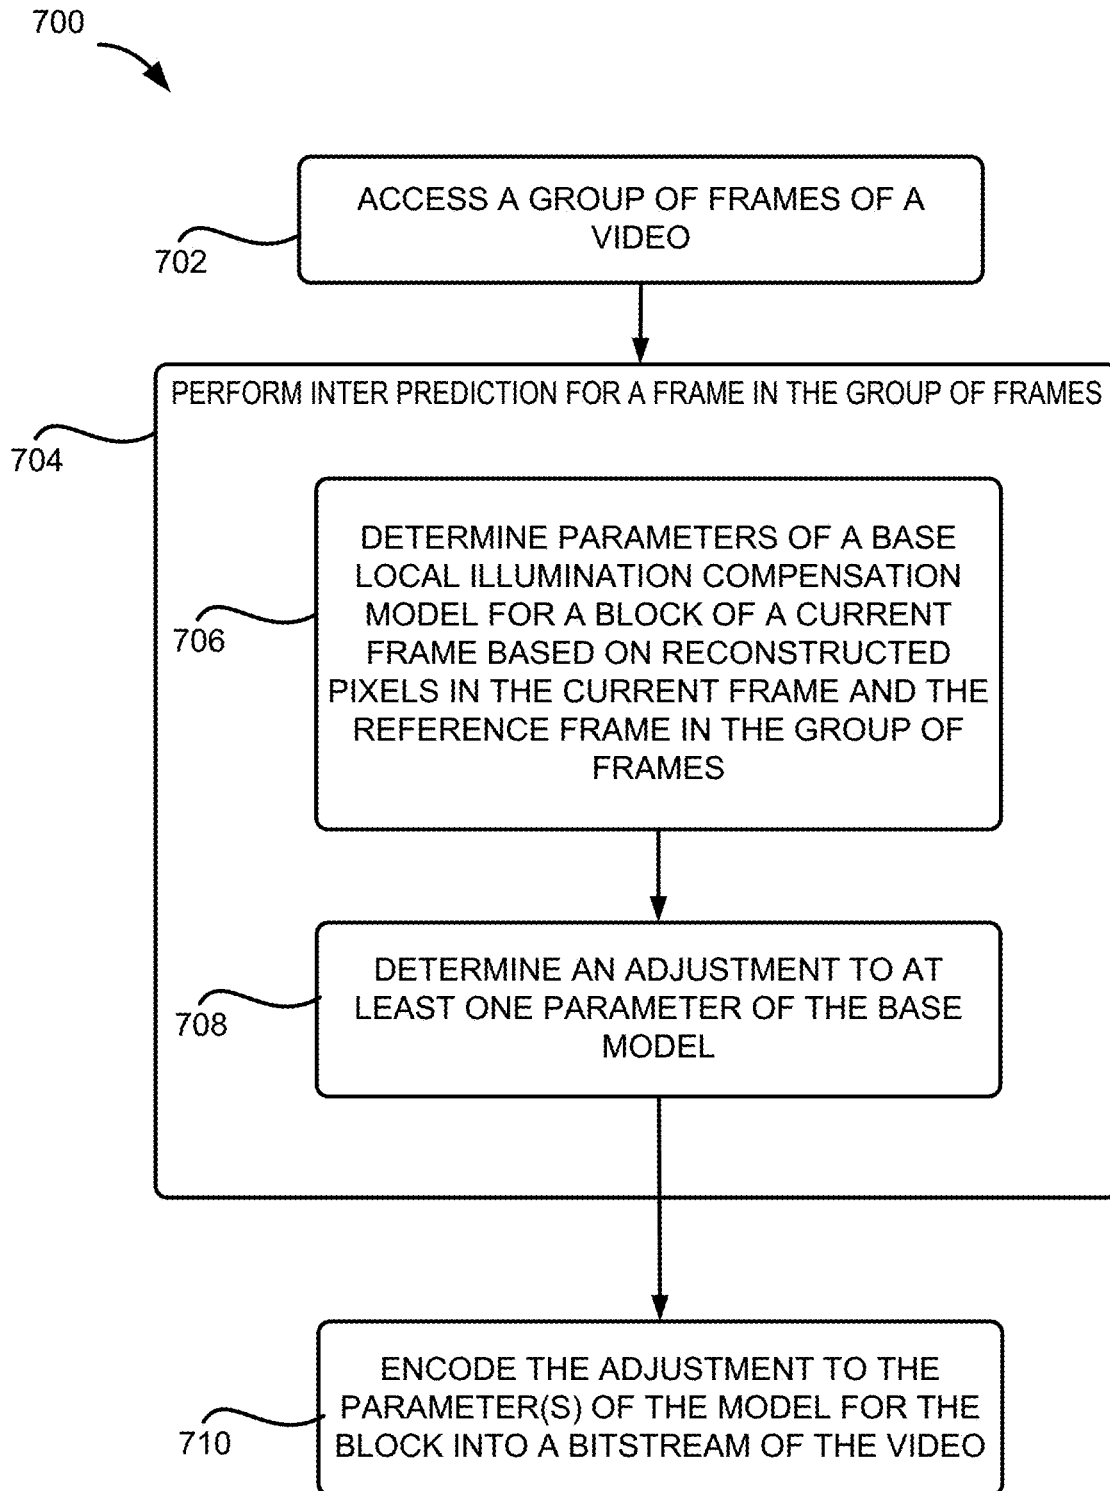 700
ACCESS A GROUP OF FRAMES OF A
VIDEO
702
PERFORM INTER PREDICTION FOR A FRAME IN THE GROUP OF FRAMES
704
DETERMINE PARAMETERS OF A BASE
LOCAL ILLUMINATION COMPENSATION
MODEL FOR A BLOCK OF A CURRENT
FRAME BASED ON RECONSTRUCTED
PIXELS IN THE CURRENT FRAME AND THE
REFERENCE FRAME IN THE GROUP OF
FRAMES
706
DETERMINE AN ADJUSTMENT TO AT
LEAST ONE PARAMETER OF THE BASE
MODEL
708
ENCODE THE ADJUSTMENT TO THE
PARAMETER(S) OF THE MODEL FOR THE
BLOCK INTO A BITSTREAM OF THE VIDEO
710